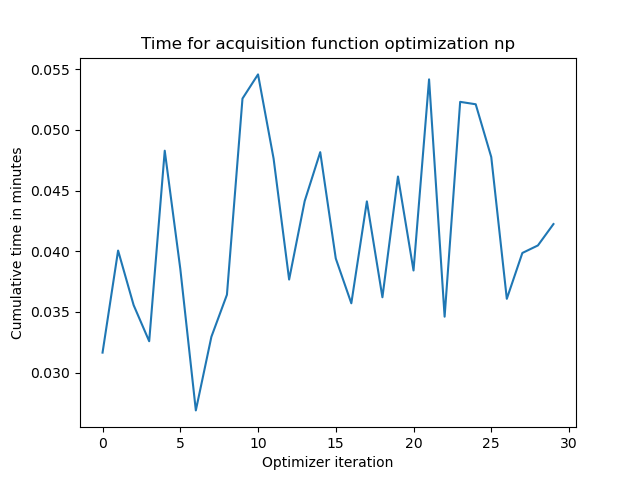 Time for acquisition function optimization np
Cumulative time in minutes
0.055
0.050
0.045
0.040
0.035
0.030
0 5 10 15 20 25 30
Optimizer iteration